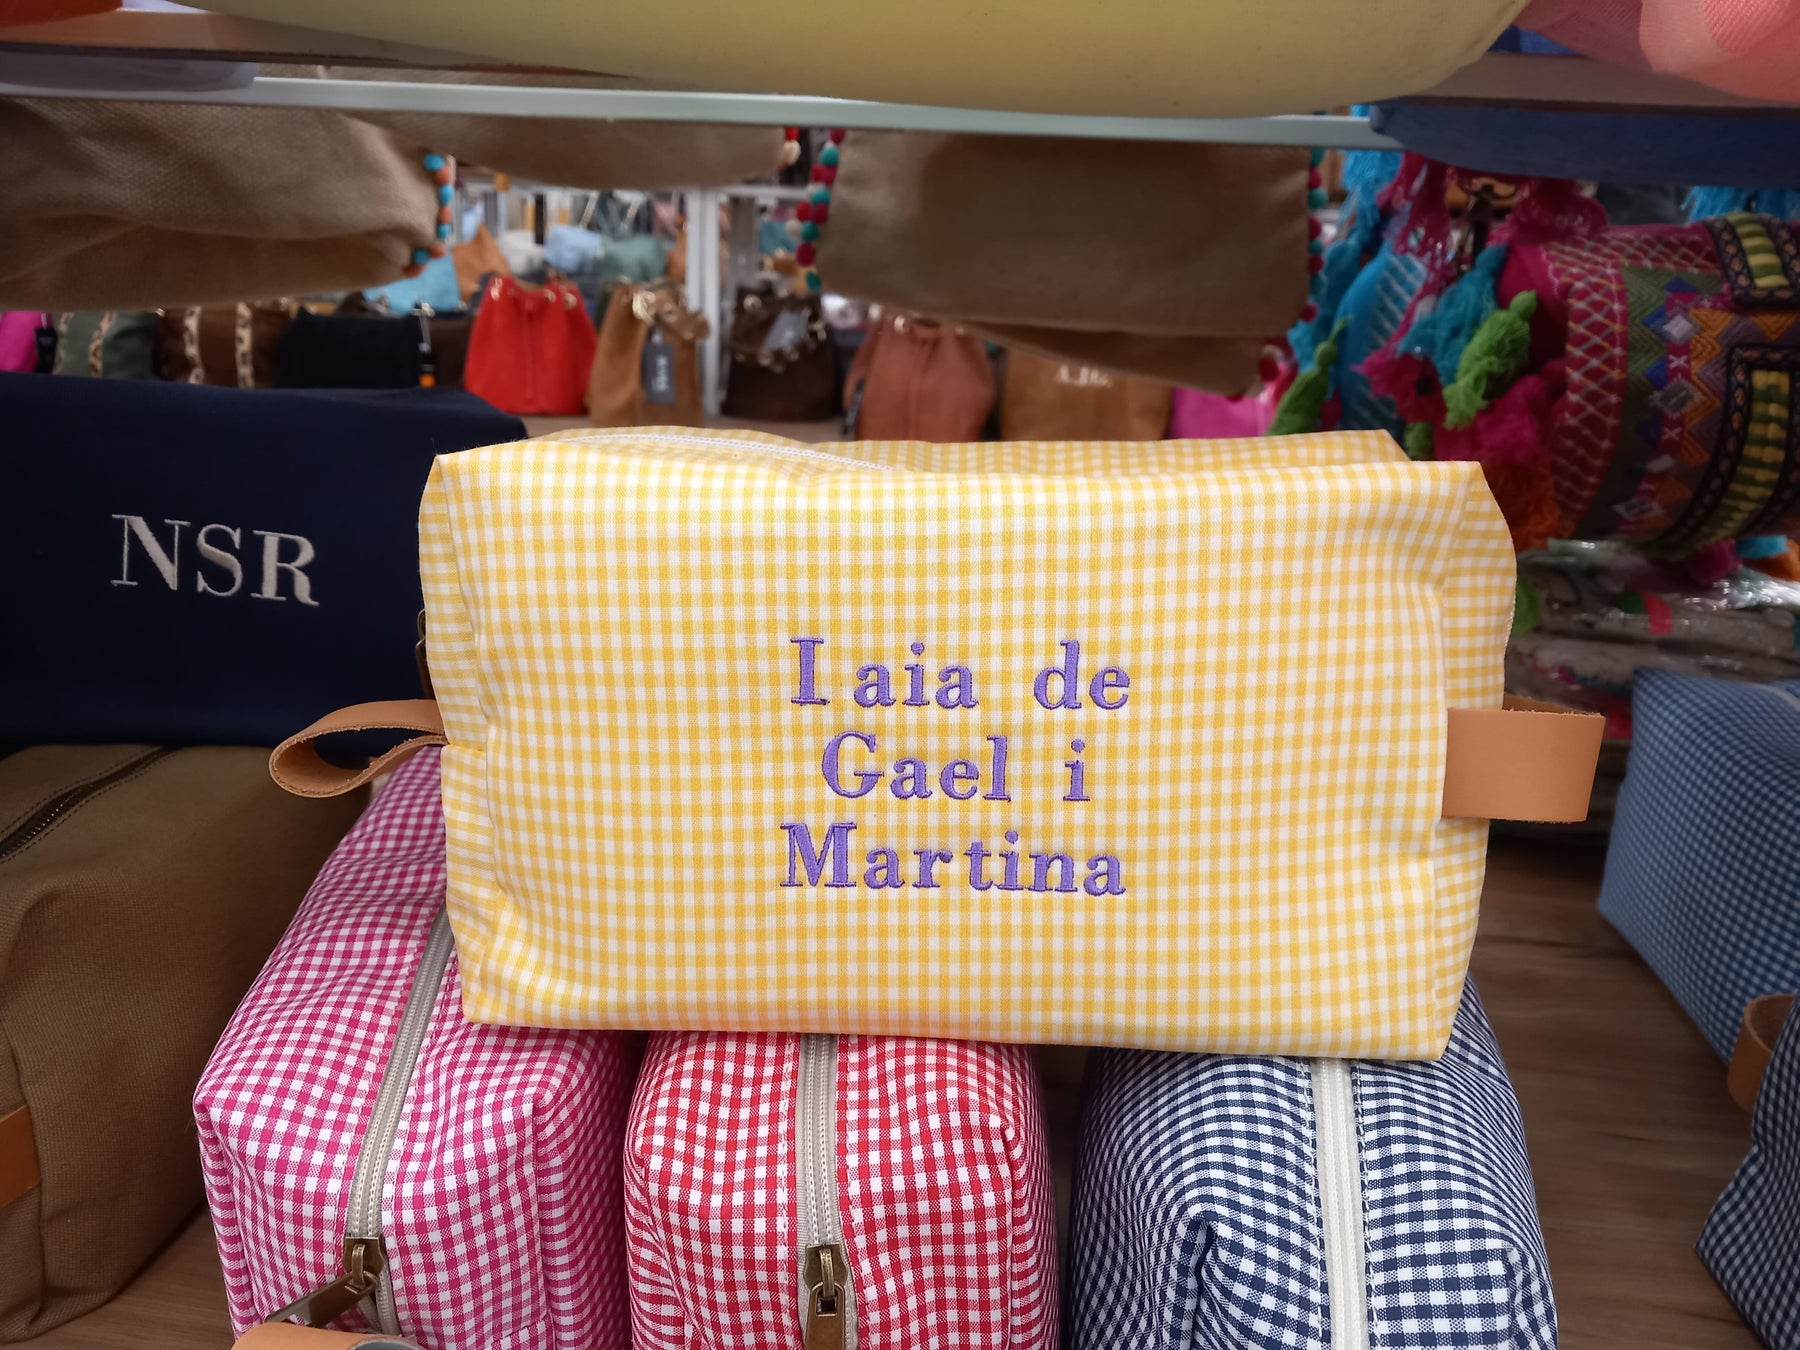 NSR
Iaia de
Gael i
Martina